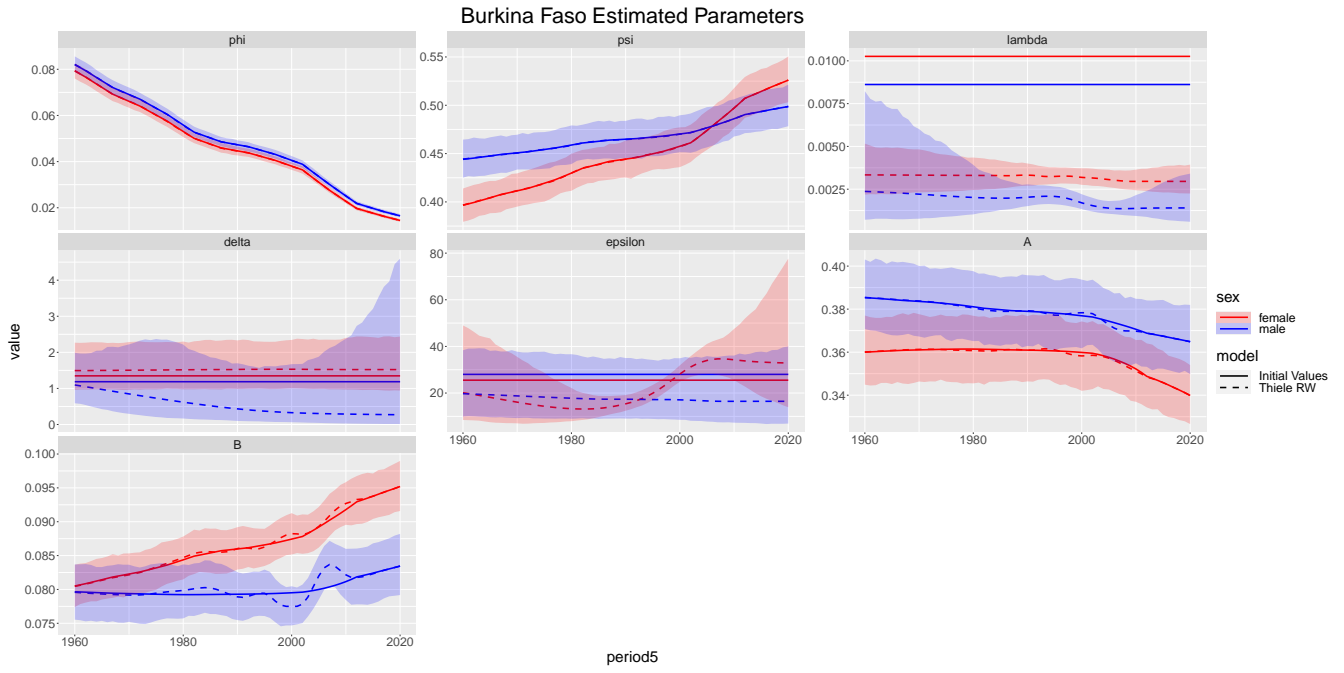 Burkina Faso Estimated Parameters
phi
psi
lambda
0.08
0.06
0.04
0.02
0.55
0.50
0.45
0.40
0.0100
0.0075
0.0050
0.0025
delta
epsilon
A
4
3
2
1
0
80
60
40
20
0.40
0.38
0.36
0.34
1960
1980
2000
2020
1960
1980
2000
2020
B
0.100
0.095
0.090
0.085
0.080
0.075
1960
1980
2000
2020
value
period5
sex
female
male
model
Initial Values
Thiele RW